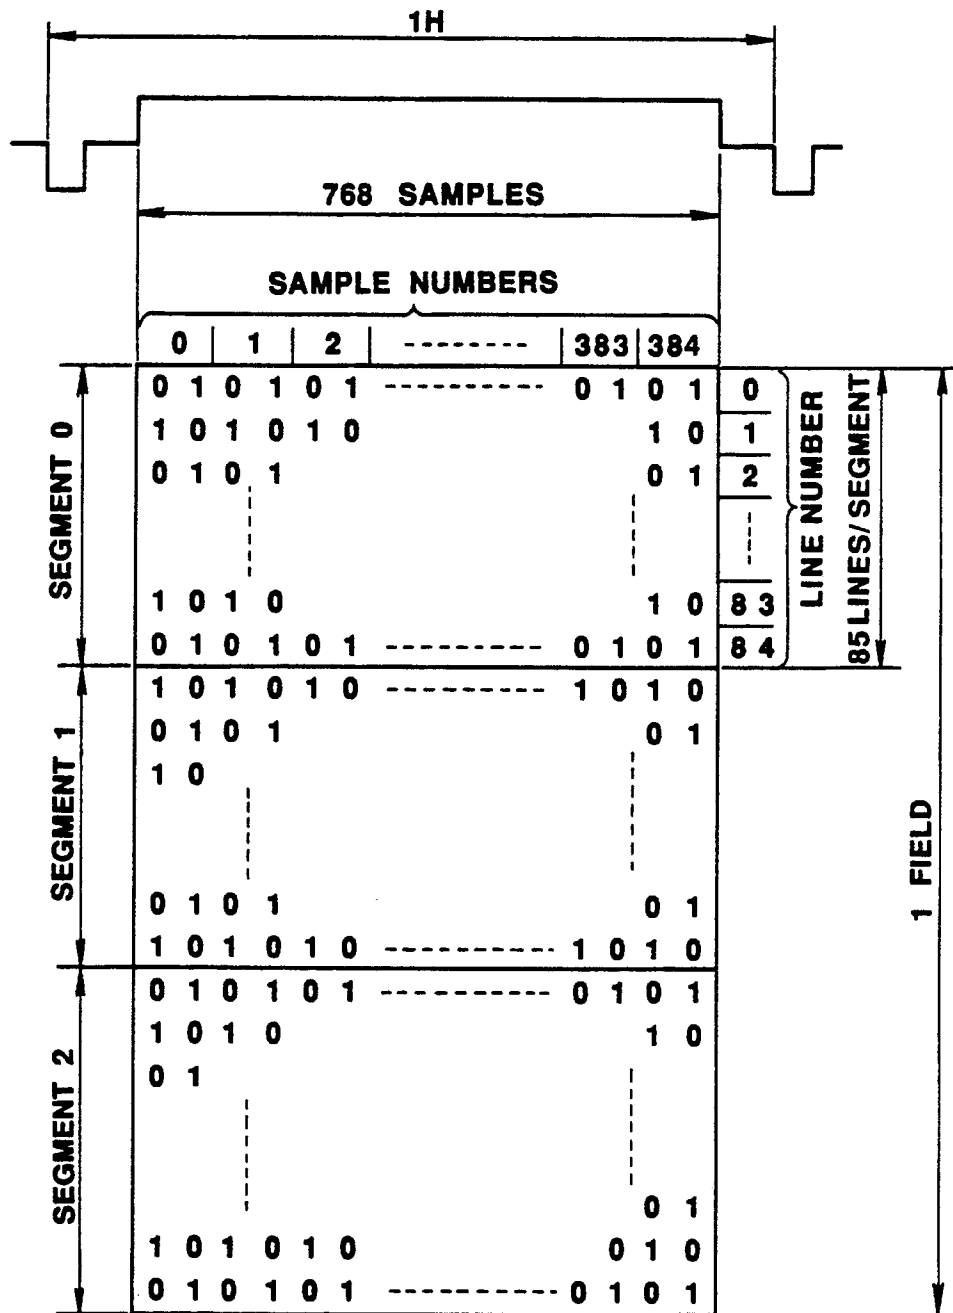 1H
768 SAMPLES
SAMPLE NUMBERS
0 1 2 383 384
0 1 0 1 0 1 0 1 0 1 0
1 0 1 0 1 0 1 0 1
0 1 0 1 0 1 2
1 0 1 0 1 0 8 3
0 1 0 1 0 1 0 1 0 1 8 4
1 0 1 0 1 0 1 0 1 0
0 1 0 1 0 1
1 0
0 1 0 1 0 1
1 0 1 0 1 0 1 0 1 0
0 1 0 1 0 1 0 1 0 1
1 0 1 0 1 0
0 1
0 1
1 0 1 0 1 0 0 1 0
0 1 0 1 0 1 0 1 0 1
SEGMENT 0
SEGMENT 1
SEGMENT 2
LINE NUMBER
85 LINES/SEGMENT
1 FIELD